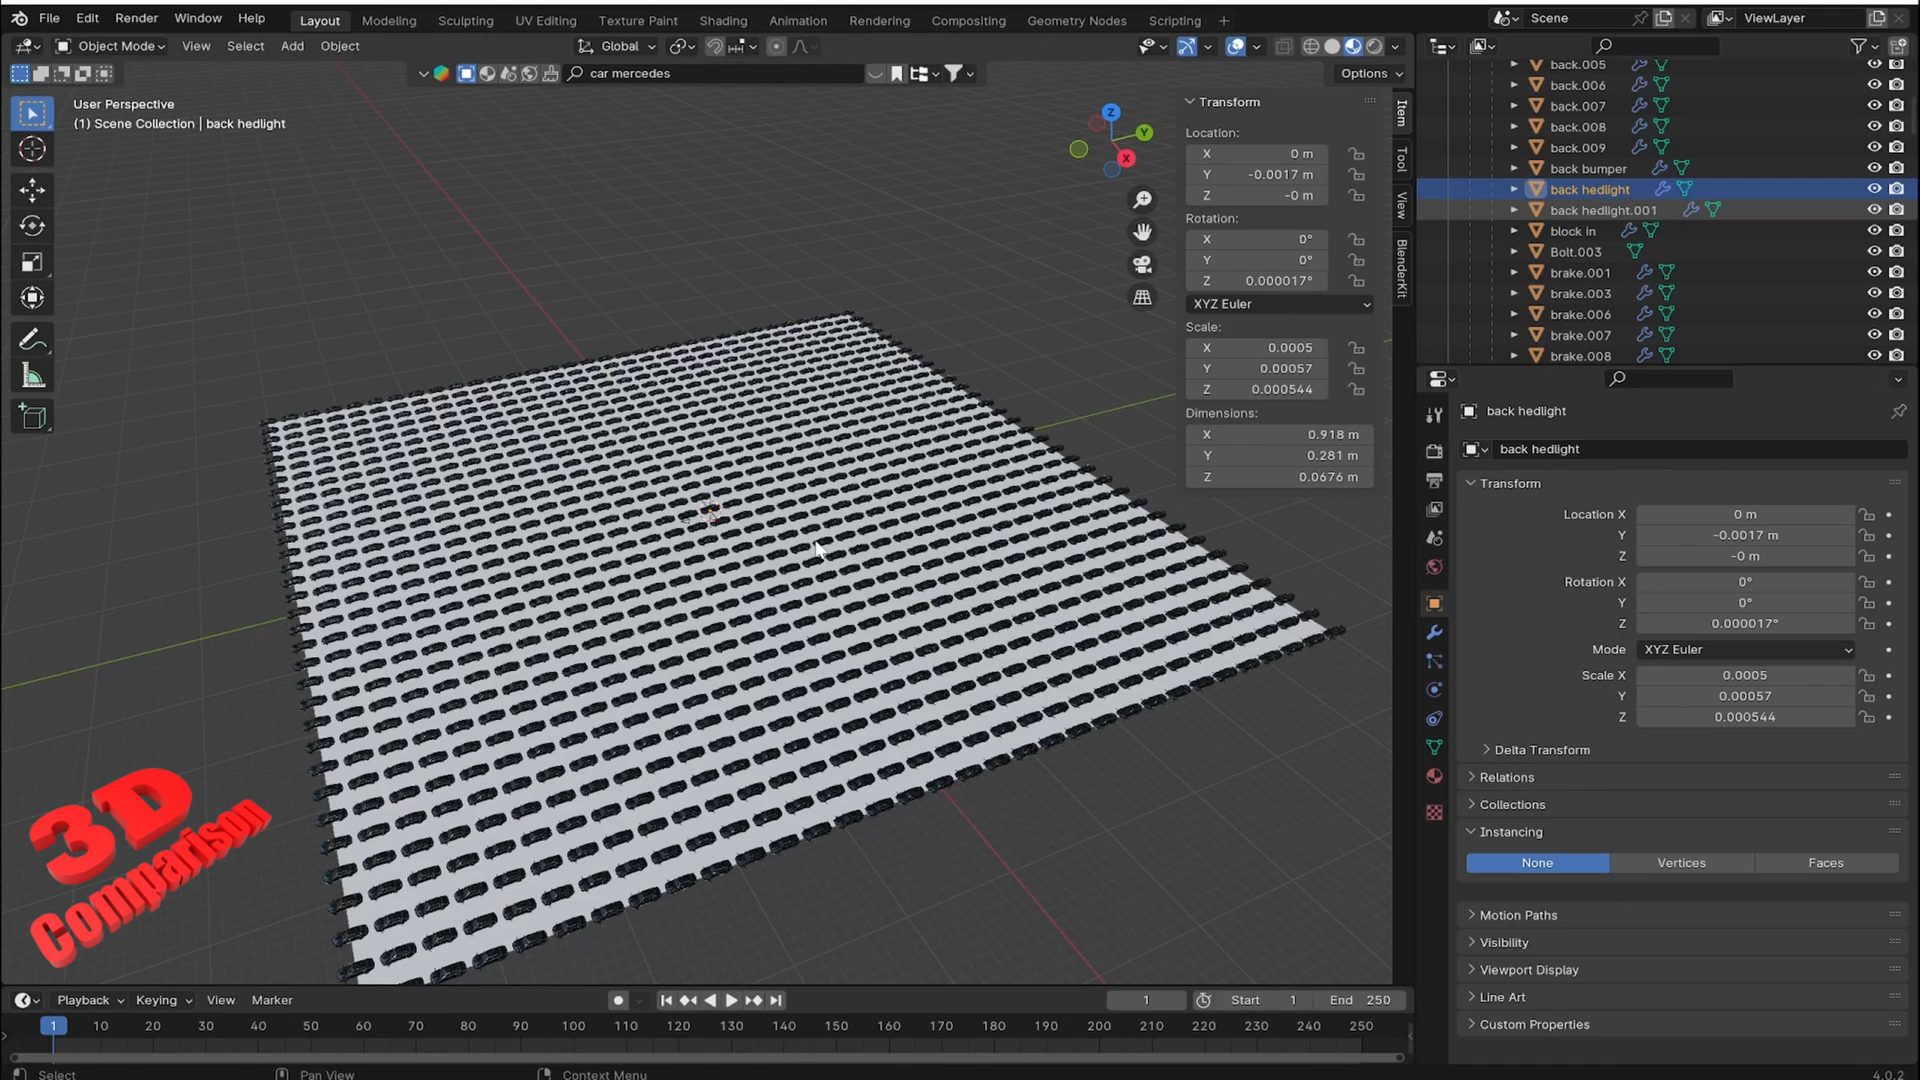 File Edit Render Window Help Layout Modeling Sculpting UV Editing Texture Paint Shading Animation Rendering Compositing Geometry Nodes Scripting + Scene ViewLayer
Object Mode View Select Add Object Global
car mercedes Options
User Perspective
(1) Scene Collection | back hedlight
Z
Y
X
Transform
Location:
X 0 m
Y -0.0017 m
Z -0 m
Rotation:
X 0°
Y 0°
Z 0.000017°
XYZ Euler
Scale:
X 0.0005
Y 0.00057
Z 0.000544
Dimensions:
X 0.918 m
Y 0.281 m
Z 0.0676 m
Item
Tool
View
BlenderKit
back.005
back.006
back.007
back.008
back.009
back bumper
back hedlight
back hedlight.001
block in
Bolt.003
brake.001
brake.003
brake.006
brake.007
brake.008
back hedlight
back hedlight
Transform
Location X 0 m
Y -0.0017 m
Z -0 m
Rotation X 0°
Y 0°
Z 0.000017°
Mode XYZ Euler
Scale X 0.0005
Y 0.00057
Z 0.000544
Delta Transform
Relations
Collections
Instancing
None Vertices Faces
Motion Paths
Visibility
Viewport Display
Line Art
Custom Properties
3D
Comparison
Playback Keying View Marker 1 Start 1 End 250
1 10 20 30 40 50 60 70 80 90 100 110 120 130 140 150 160 170 180 190 200 210 220 230 240 250
Select Pan View Context Menu 4.0.2